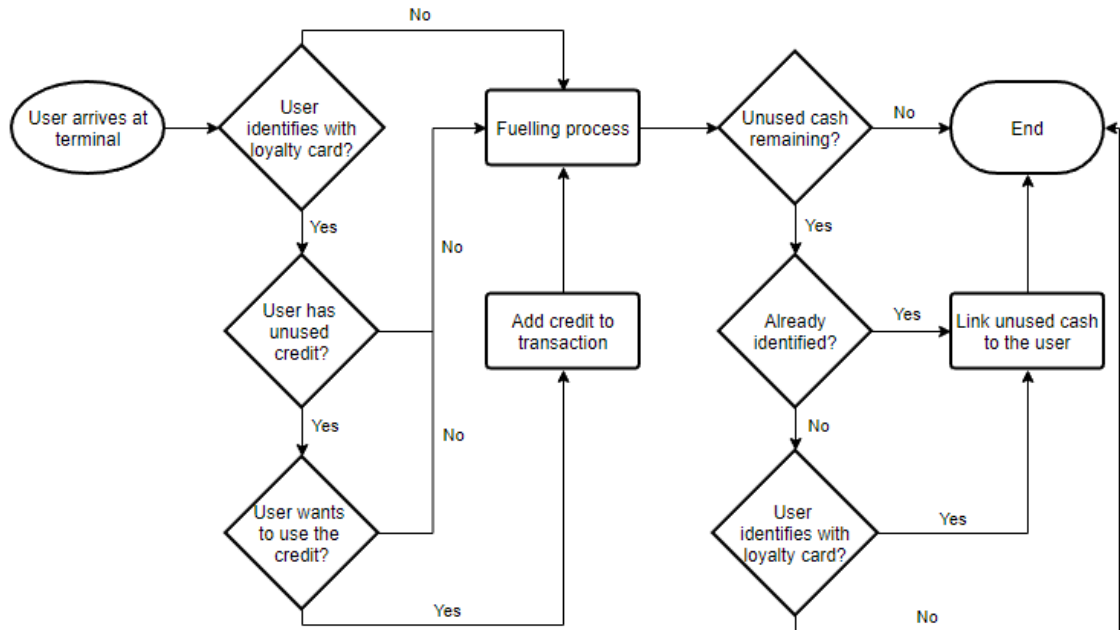 No
User arrives at
terminal
User
identifies with
loyalty card?
Fuelling process
Unused cash
remaining?
No
End
Yes
No
Yes
User has
unused
credit?
Add credit to
transaction
Already
identified?
Yes
Link unused cash
to the user
Yes
No
No
User wants
to use the
credit?
User
identifies with
loyalty card?
Yes
Yes
No